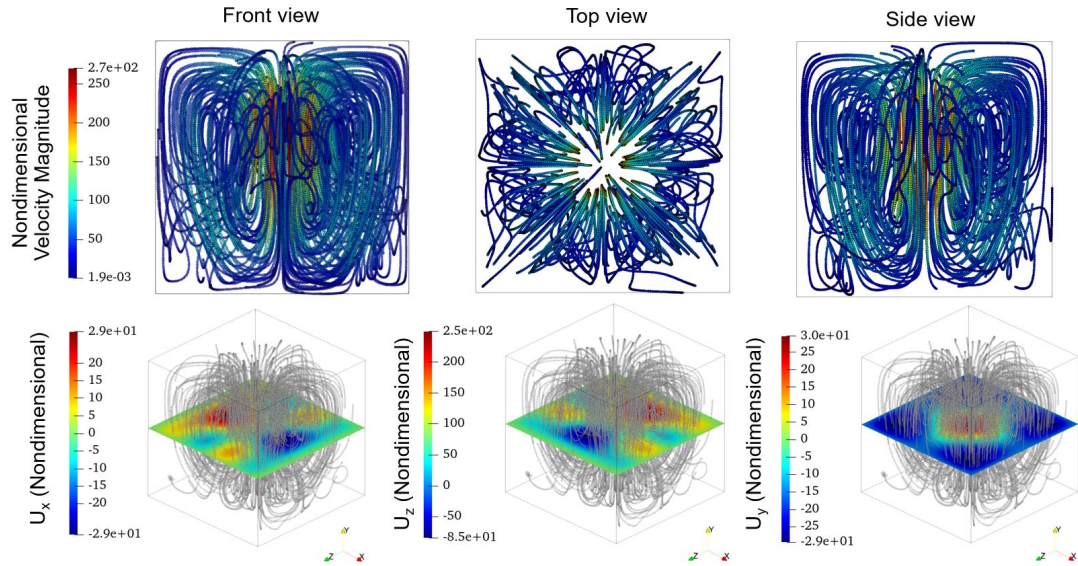 Front view
Top view
Side view
Nondimensional
Velocity Magnitude
2.7e+02
250
200
150
100
50
1.9e-03
U_x (Nondimensional)
2.9e+01
20
15
10
5
0
-5
-10
-15
-20
-2.9e+01
Y
Z
X
U_z (Nondimensional)
2.5e+02
200
150
100
50
0
-50
-8.5e+01
Y
Z
X
U_y (Nondimensional)
3.0e+01
25
20
15
10
5
0
-5
-10
-15
-20
-25
-2.9e+01
Y
Z
X